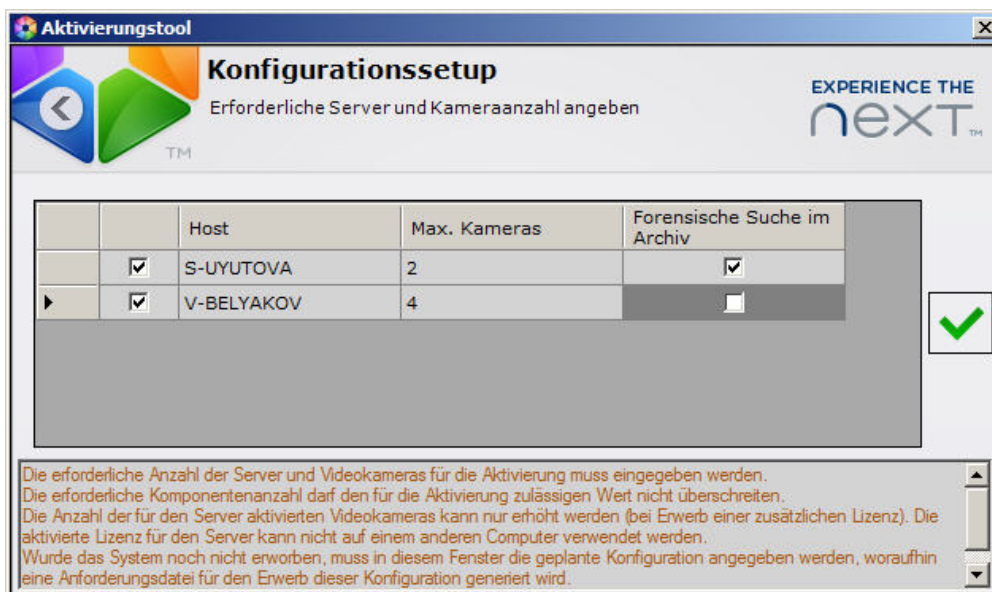 Aktivierungstool
Konfigurationssetup
Erforderliche Server und Kameraanzahl angeben
EXPERIENCE THE
next™
TM
Host Max. Kameras Forensische Suche im Archiv
S-UYUTOVA 2
V-BELYAKOV 4
Die erforderliche Anzahl der Server und Videokameras für die Aktivierung muss eingegeben werden.
Die erforderliche Komponentenanzahl darf den für die Aktivierung zulässigen Wert nicht überschreiten.
Die Anzahl der für den Server aktivierten Videokameras kann nur erhöht werden (bei Erwerb einer zusätzlichen Lizenz). Die
aktivierte Lizenz für den Server kann nicht auf einem anderen Computer verwendet werden.
Wurde das System noch nicht erworben, muss in diesem Fenster die geplante Konfiguration angegeben werden, woraufhin
eine Anforderungsdatei für den Erwerb dieser Konfiguration generiert wird.